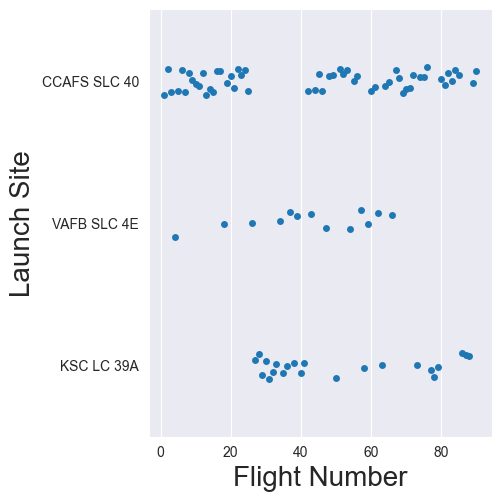 CCAFS SLC 40
VAFB SLC 4E
KSC LC 39A
Launch Site
0 20 40 60 80
Flight Number